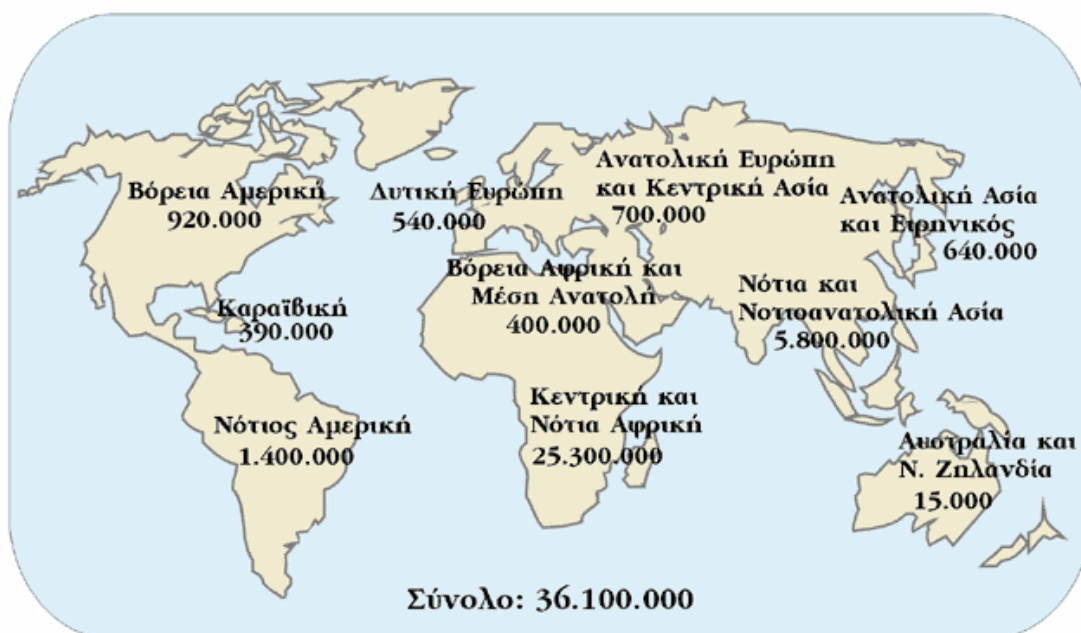 Βόρεια Αμερική
920.000
Δυτική Ευρώπη
540.000
Ανατολική Ευρώπη
και Κεντρική Ασία
700.000
Ανατολική Ασία
και Ειρηνικός
640.000
Καραϊβική
390.000
Βόρεια Αφρική και
Μέση Ανατολή
400.000
Νότια και
Νοτιοανατολική Ασία
5.800.000
Νότιος Αμερική
1.400.000
Κεντρική και
Νότια Αφρική
25.300.000
Αυστραλία και
Ν. Ζηλανδία
15.000
Σύνολο: 36.100.000